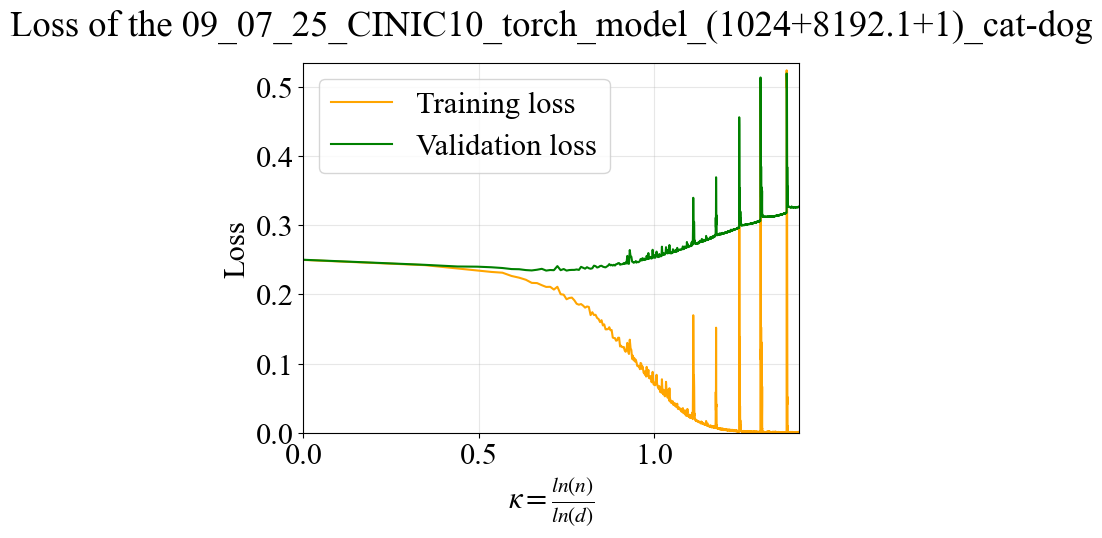 Loss of the 09_07_25_CINIC10_torch_model_(1024+8192.1+1)_cat-dog
Training loss
Validation loss
Loss
0.5
0.4
0.3
0.2
0.1
0.0
0.0 0.5 1.0
κ = ln(n)/ln(d)